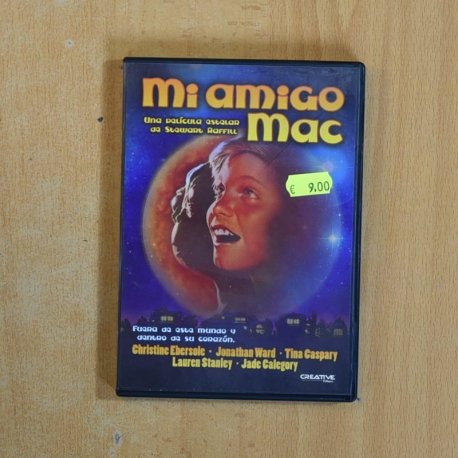 Mi amigo
Mac
Una película estelar
de Stewart Raffill
€ 9.00
Fuera de este mundo y
dentro de su corazón.
Christine Ebersole · Jonathan Ward · Tina Caspary
Lauren Stanley · Jade Calegory
CREATIVE